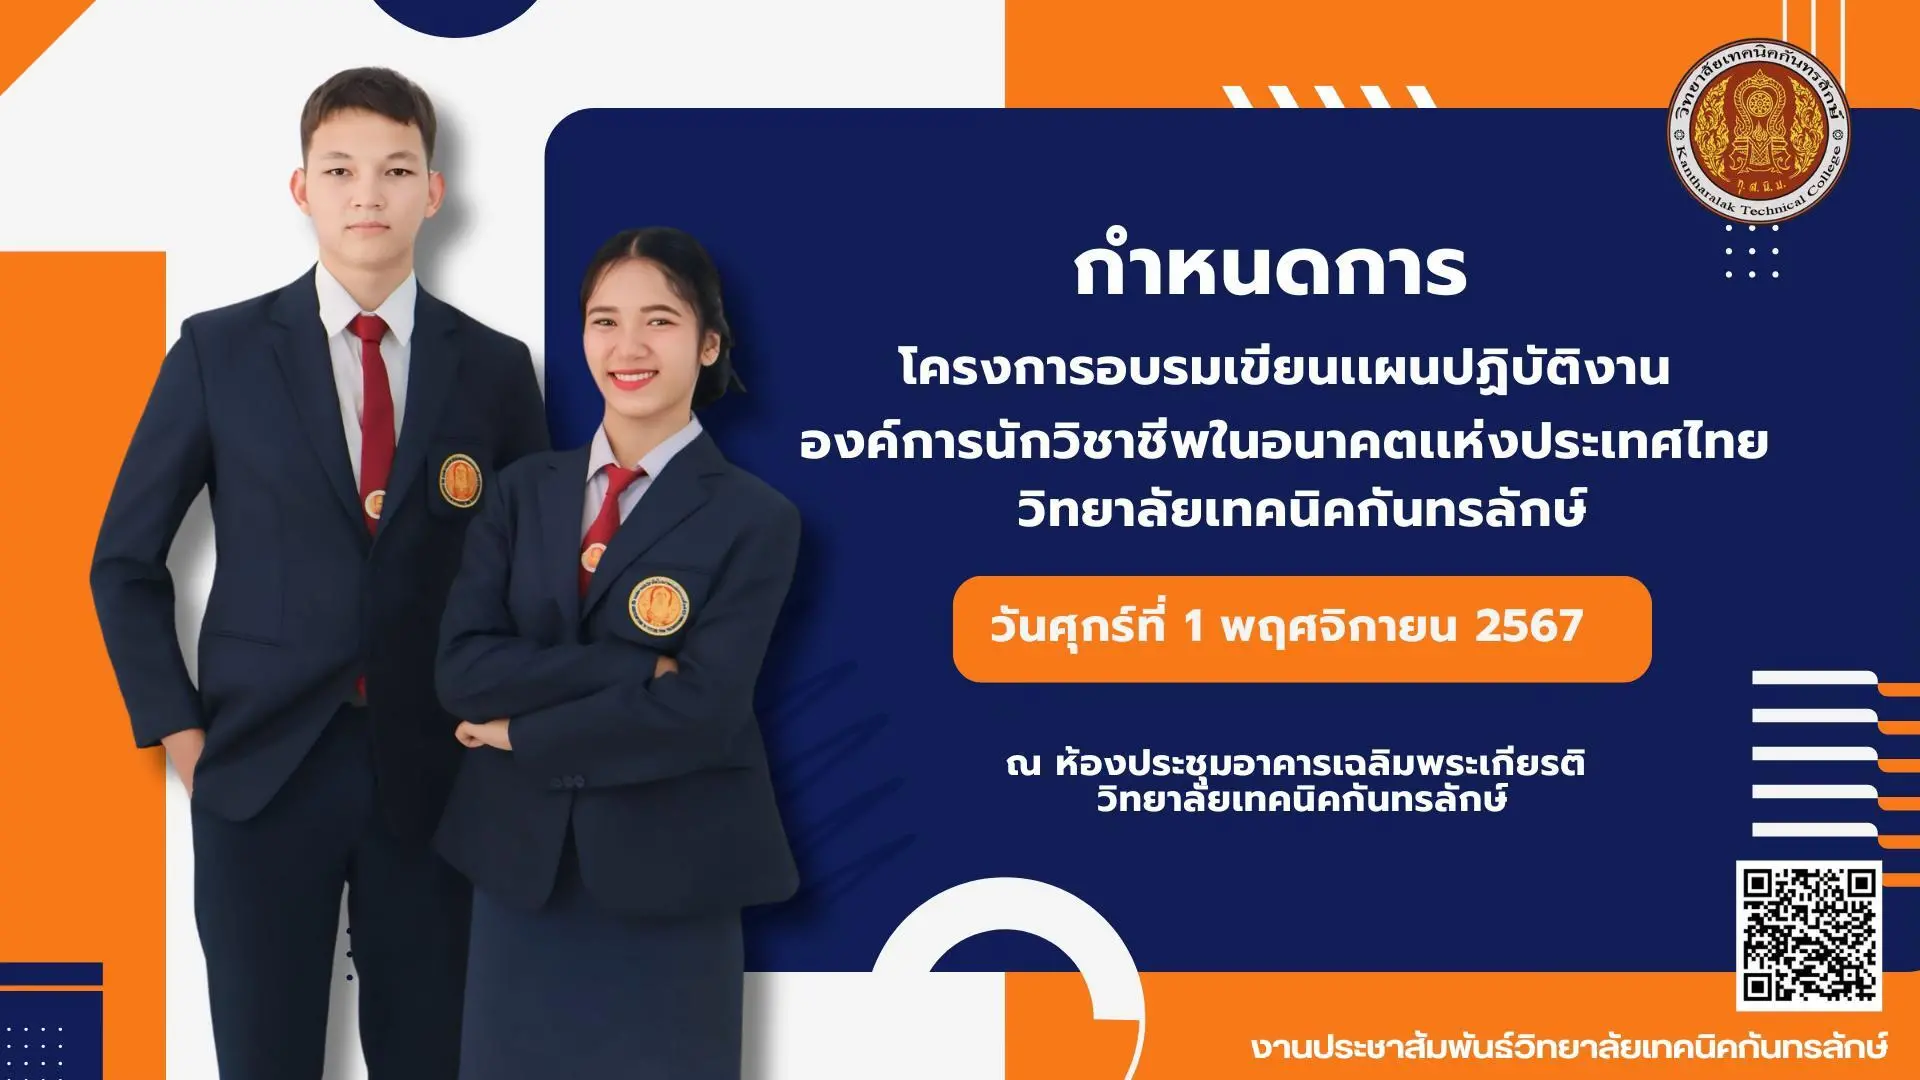 วิทยาลัยเทคนิคกันทรลักษ์
ก. ศ. น. ม.
Kantharalak Technical College
กำหนดการ
โครงการอบรมเขียนแผนปฏิบัติงาน
องค์การนักวิชาชีพในอนาคตแห่งประเทศไทย
วิทยาลัยเทคนิคกันทรลักษ์
วันศุกร์ที่ 1 พฤศจิกายน 2567
ณ ห้องประชุมอาคารเฉลิมพระเกียรติ
วิทยาลัยเทคนิคกันทรลักษ์
งานประชาสัมพันธ์วิทยาลัยเทคนิคกันทรลักษ์